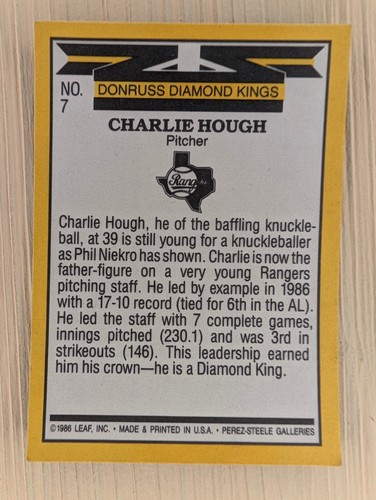 NO.
7
DONRUSS DIAMOND KINGS
CHARLIE HOUGH
Pitcher
Rangers
Charlie Hough, he of the baffling knuckle-
ball, at 39 is still young for a knuckleballer
as Phil Niekro has shown. Charlie is now the
father-figure on a very young Rangers
pitching staff. He led by example in 1986
with a 17-10 record (tied for 6th in the AL).
He led the staff with 7 complete games,
innings pitched (230.1) and was 3rd in
strikeouts (146). This leadership earned
him his crown—he is a Diamond King.
©1986 LEAF, INC. • MADE & PRINTED IN U.S.A. • PEREZ-STEELE GALLERIES